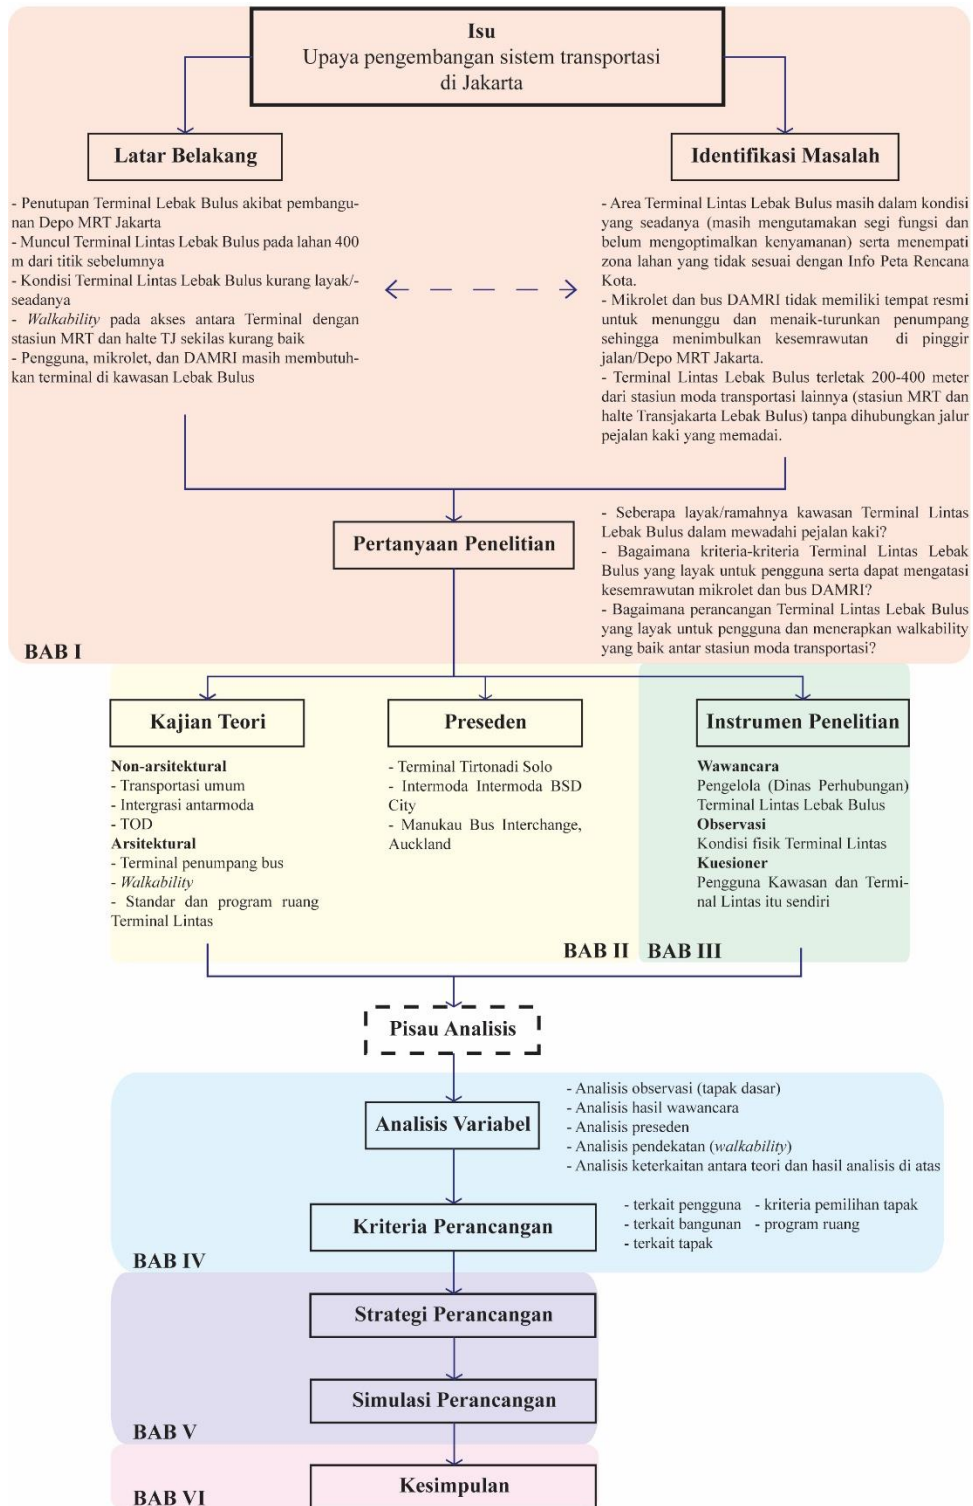 Isu
Upaya pengembangan sistem transportasi
di Jakarta
Latar Belakang
- Penutupan Terminal Lebak Bulus akibat pembangu-
nan Depo MRT Jakarta
- Muncul Terminal Lintas Lebak Bulus pada lahan 400
m dari titik sebelumnya
- Kondisi Terminal Lintas Lebak Bulus kurang layak/-
seadanya
- Walkability pada akses antara Terminal dengan
stasiun MRT dan halte TJ sekilas kurang baik
- Pengguna, mikrolet, dan DAMRI masih membutuh-
kan terminal di kawasan Lebak Bulus
Identifikasi Masalah
- Area Terminal Lintas Lebak Bulus masih dalam kondisi
yang seadanya (masih mengutamakan segi fungsi dan
belum mengoptimalkan kenyamanan) serta menempati
zona lahan yang tidak sesuai dengan Info Peta Rencana
Kota.
- Mikrolet dan bus DAMRI tidak memiliki tempat resmi
untuk menunggu dan menaik-turunkan penumpang
sehingga menimbulkan kesemrawutan di pinggir
jalan/Depo MRT Jakarta.
- Terminal Lintas Lebak Bulus terletak 200-400 meter
dari stasiun moda transportasi lainnya (stasiun MRT dan
halte Transjakarta Lebak Bulus) tanpa dihubungkan jalur
pejalan kaki yang memadai.
Pertanyaan Penelitian
- Seberapa layak/ramahnya kawasan Terminal Lintas
Lebak Bulus dalam mewadahi pejalan kaki?
- Bagaimana kriteria-kriteria Terminal Lintas Lebak
Bulus yang layak untuk pengguna serta dapat mengatasi
kesemrawutan mikrolet dan bus DAMRI?
- Bagaimana perancangan Terminal Lintas Lebak Bulus
yang layak untuk pengguna dan menerapkan walkability
yang baik antar stasiun moda transportasi?
BAB I
Kajian Teori
Non-arsitektural
- Transportasi umum
- Intergrasi antarmoda
- TOD
Arsitektural
- Terminal penumpang bus
- Walkability
- Standar dan program ruang
Terminal Lintas
Preseden
- Terminal Tirtonadi Solo
- Intermoda Intermoda BSD
City
- Manukau Bus Interchange,
Auckland
BAB II
Instrumen Penelitian
Wawancara
Pengelola (Dinas Perhubungan)
Terminal Lintas Lebak Bulus
Observasi
Kondisi fisik Terminal Lintas
Kuesioner
Pengguna Kawasan dan Termi-
nal Lintas itu sendiri
BAB III
Pisau Analisis
Analisis Variabel
- Analisis observasi (tapak dasar)
- Analisis hasil wawancara
- Analisis preseden
- Analisis pendekatan (walkability)
- Analisis keterkaitan antara teori dan hasil analisis di atas
Kriteria Perancangan
- terkait pengguna - kriteria pemilihan tapak
- terkait bangunan - program ruang
- terkait tapak
BAB IV
Strategi Perancangan
Simulasi Perancangan
BAB V
Kesimpulan
BAB VI